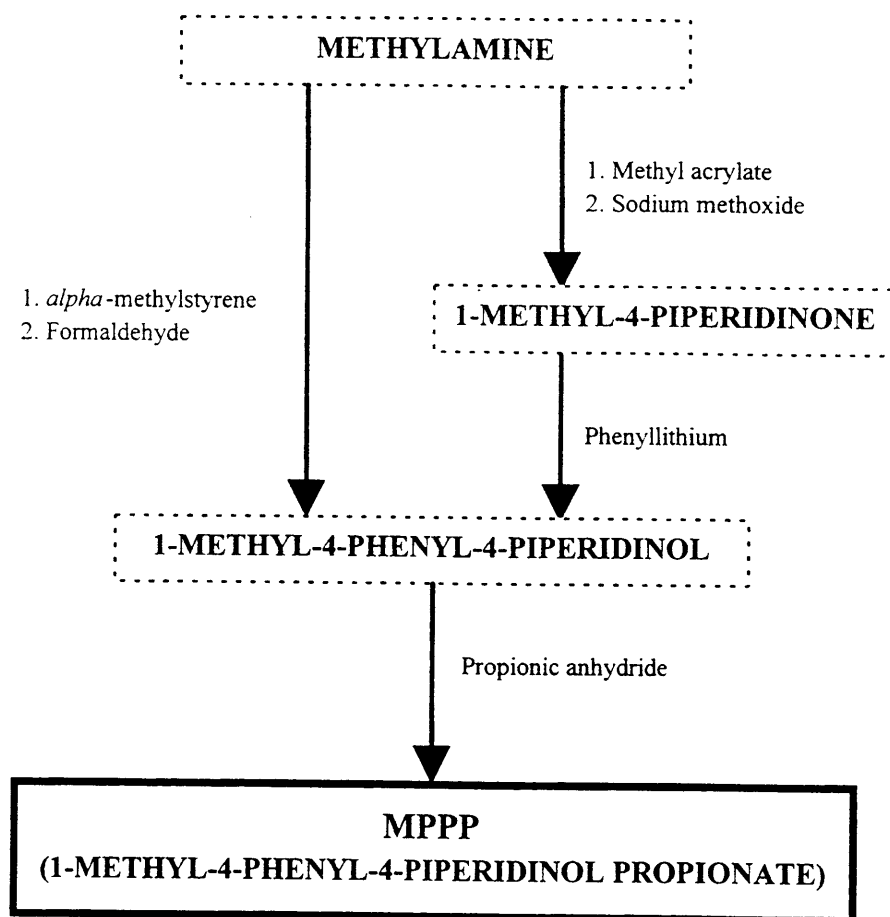 METHYLAMINE
1. Methyl acrylate
2. Sodium methoxide
1. alpha-methylstyrene
2. Formaldehyde
1-METHYL-4-PIPERIDINONE
Phenyllithium
1-METHYL-4-PHENYL-4-PIPERIDINOL
Propionic anhydride
MPPP
(1-METHYL-4-PHENYL-4-PIPERIDINOL PROPIONATE)